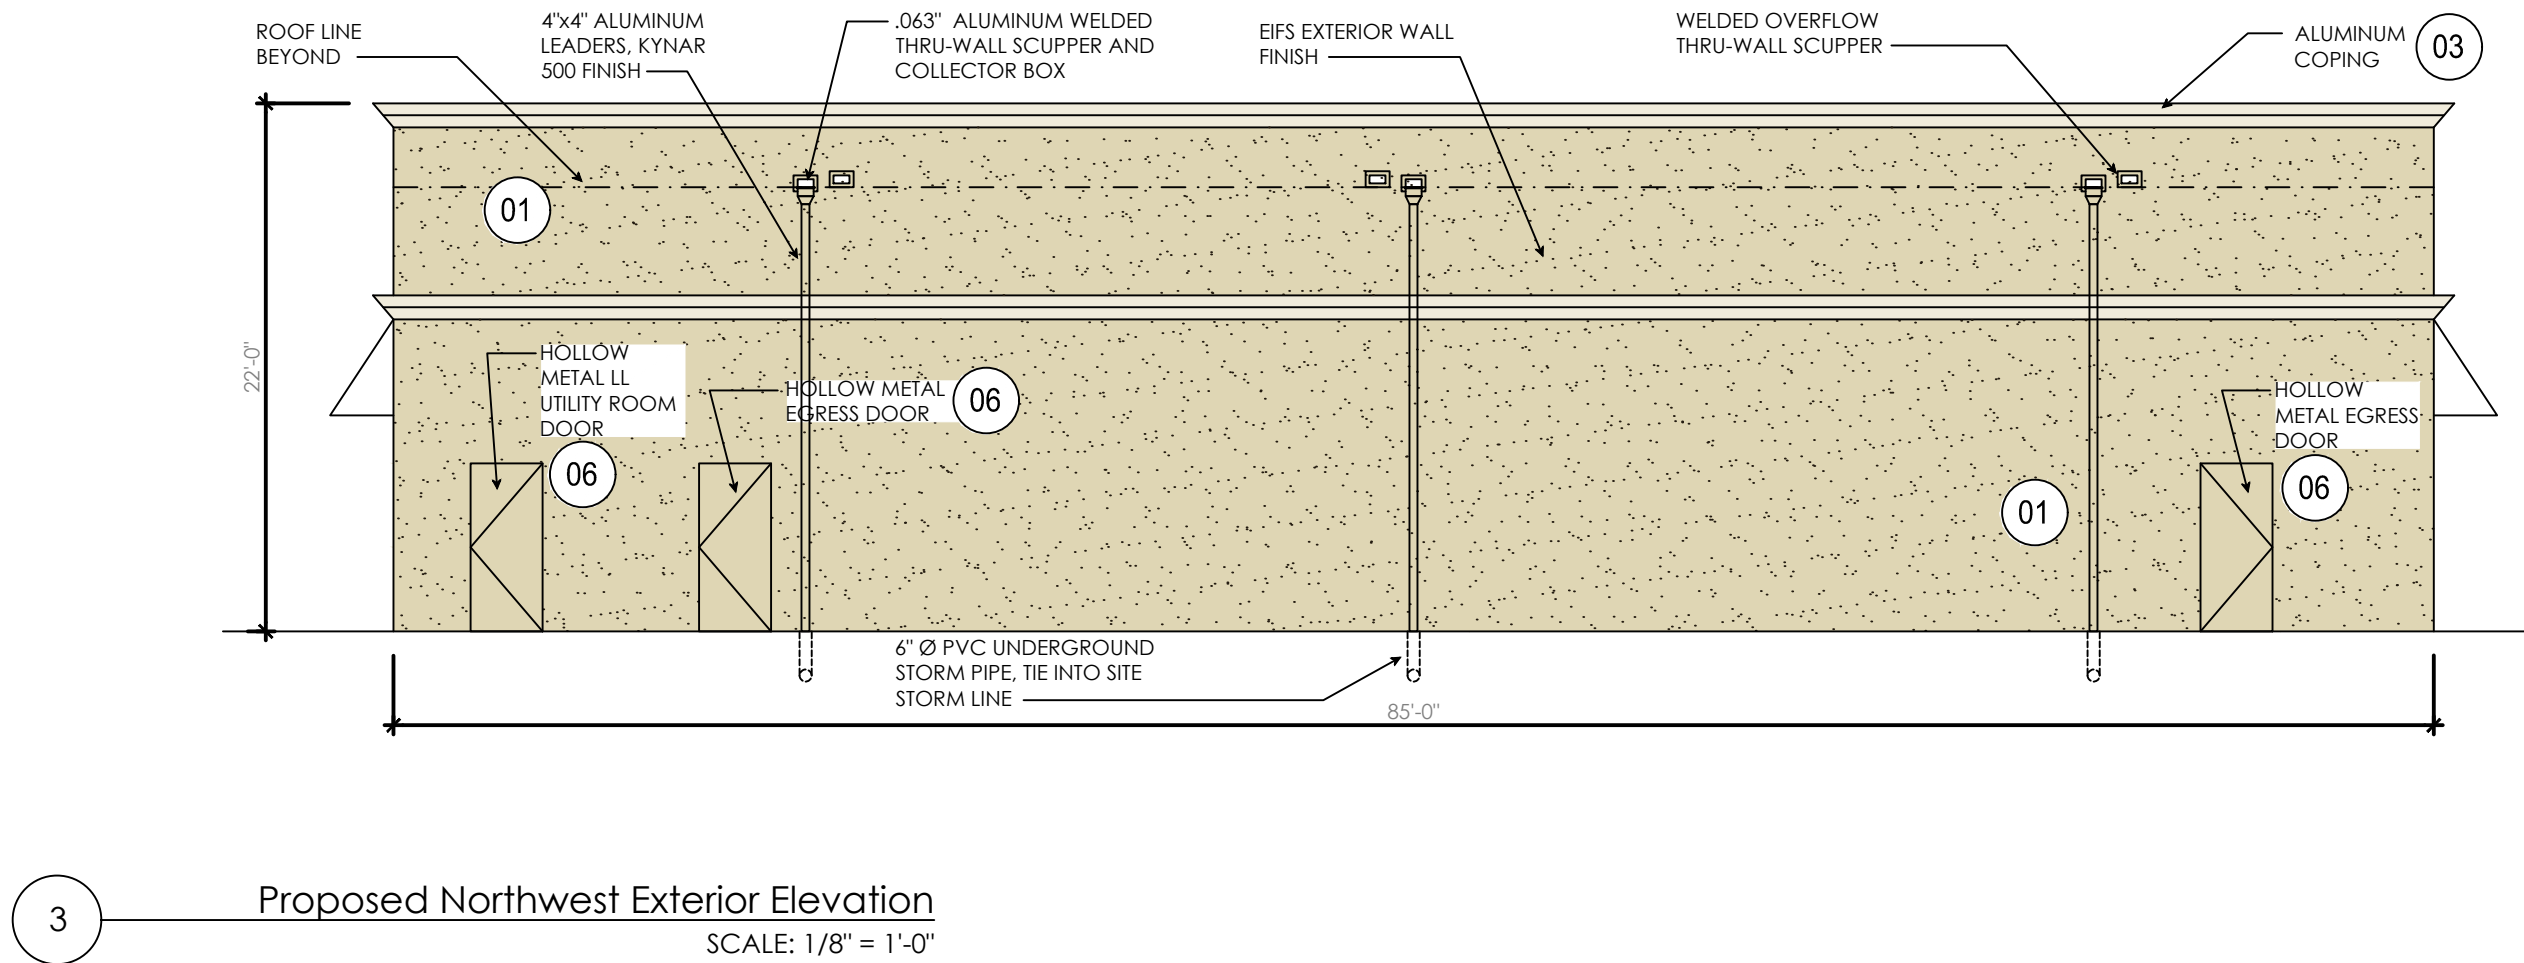 ROOF LINE
BEYOND
4"x4" ALUMINUM
LEADERS, KYNAR
500 FINISH
.063" ALUMINUM WELDED
THRU-WALL SCUPPER AND
COLLECTOR BOX
EIFS EXTERIOR WALL
FINISH
WELDED OVERFLOW
THRU-WALL SCUPPER
ALUMINUM
COPING
03
01
22'-0"
HOLLOW
METAL LL
UTILITY ROOM
DOOR
06
HOLLOW METAL
EGRESS DOOR
06
01
HOLLOW
METAL EGRESS
DOOR
06
6" Ø PVC UNDERGROUND
STORM PIPE, TIE INTO SITE
STORM LINE
85'-0"
3
Proposed Northwest Exterior Elevation
SCALE: 1/8" = 1'-0"